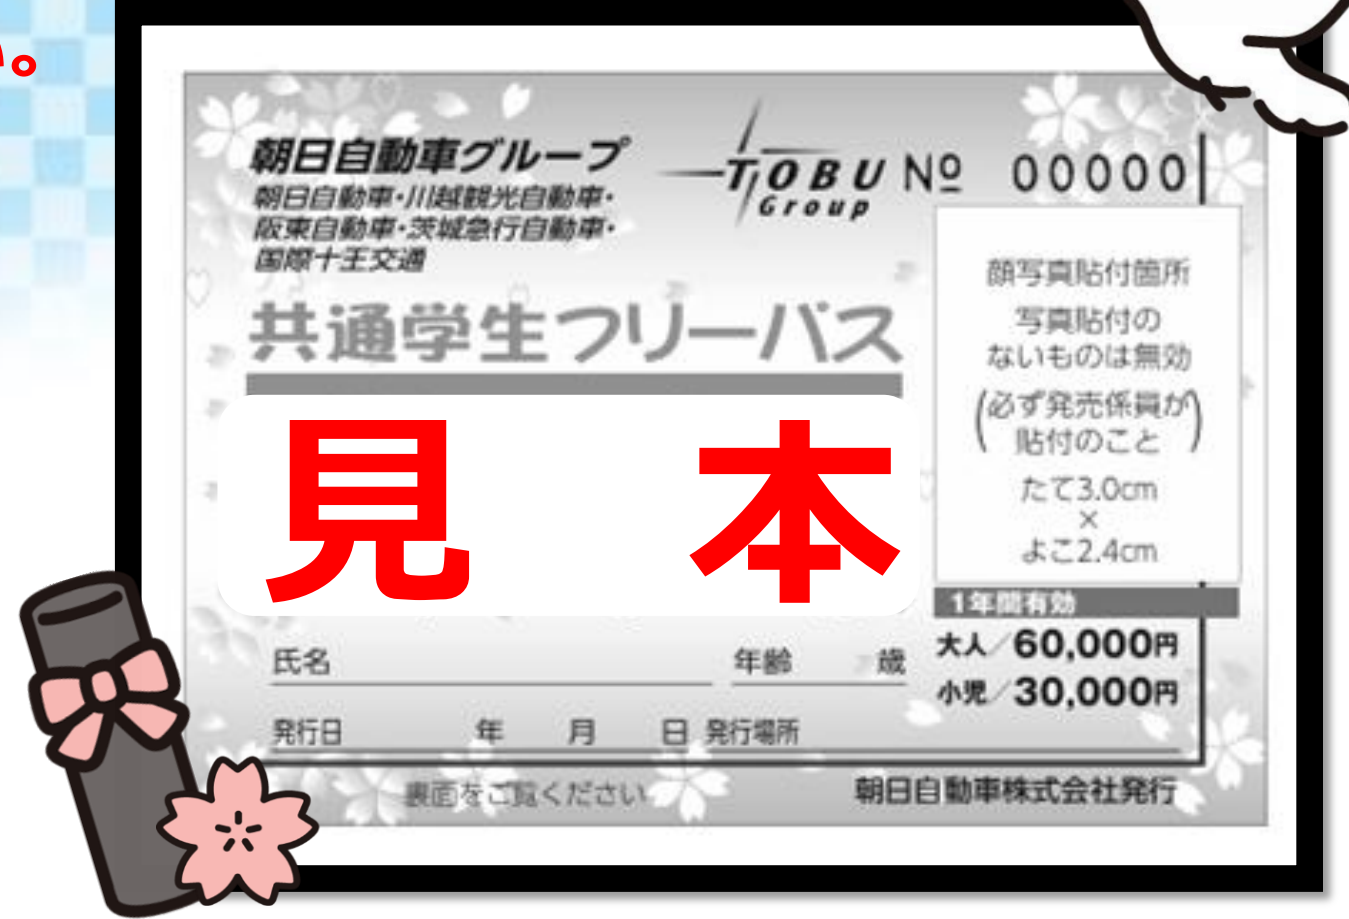 。
朝日自動車グループ
朝日自動車・川越観光自動車・
阪東自動車・茨城急行自動車・
国際十王交通
TOBU
Group
Nº 00000
共通学生フリーパス
見 本
顔写真貼付箇所
写真貼付の
ないものは無効
(必ず発売係員が
貼付のこと)
たて3.0cm
×
よこ2.4cm
1年間有効
大人/60,000円
小児/30,000円
氏名 年齢 歳
発行日 年 月 日 発行場所
裏面をご覧ください 朝日自動車株式会社発行